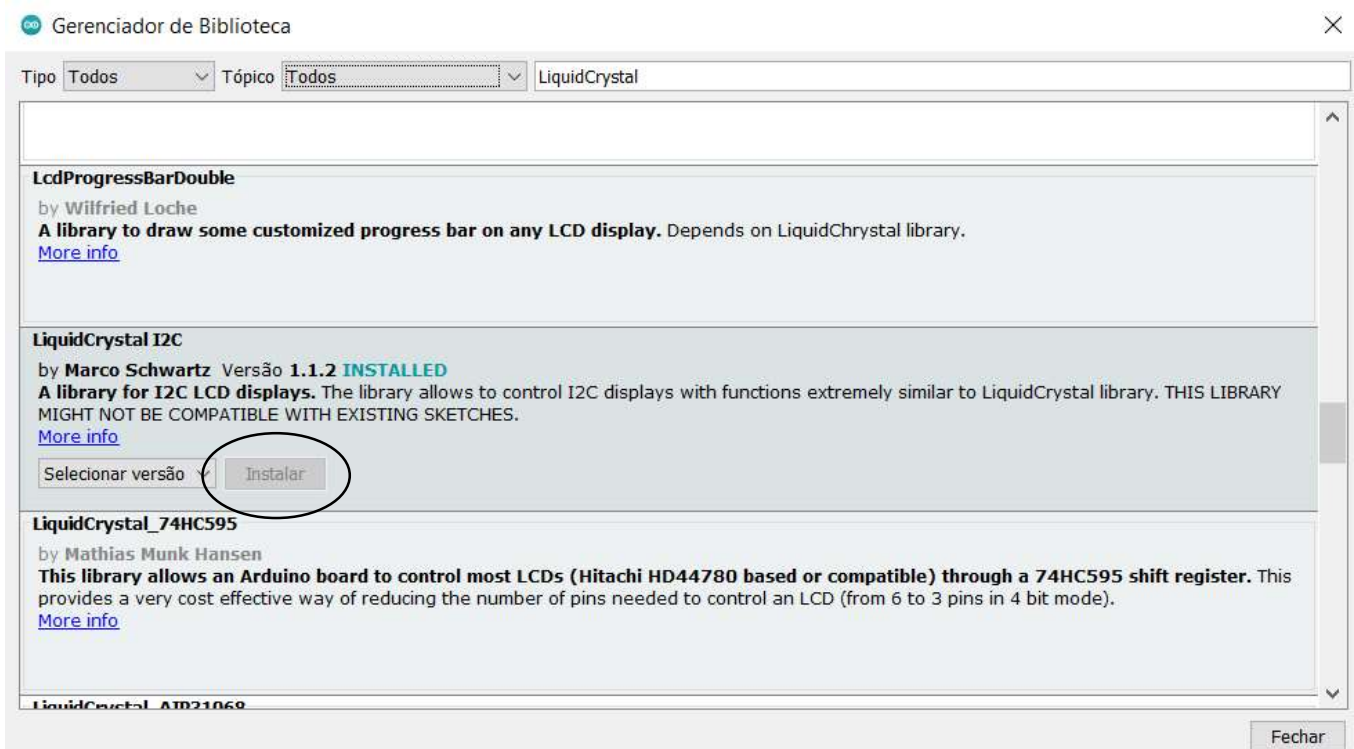 Gerenciador de Biblioteca
Tipo Todos Tópico Todos LiquidCrystal
LcdProgressBarDouble
by Wilfried Loche
A library to draw some customized progress bar on any LCD display. Depends on LiquidChrystal library.
More info
LiquidCrystal I2C
by Marco Schwartz Versão 1.1.2 INSTALLED
A library for I2C LCD displays. The library allows to control I2C displays with functions extremely similar to LiquidCrystal library. THIS LIBRARY
MIGHT NOT BE COMPATIBLE WITH EXISTING SKETCHES.
More info
Selecionar versão Instalar
LiquidCrystal_74HC595
by Mathias Munk Hansen
This library allows an Arduino board to control most LCDs (Hitachi HD44780 based or compatible) through a 74HC595 shift register. This
provides a very cost effective way of reducing the number of pins needed to control an LCD (from 6 to 3 pins in 4 bit mode).
More info
LiquidCrystal_AIP31068
Fechar